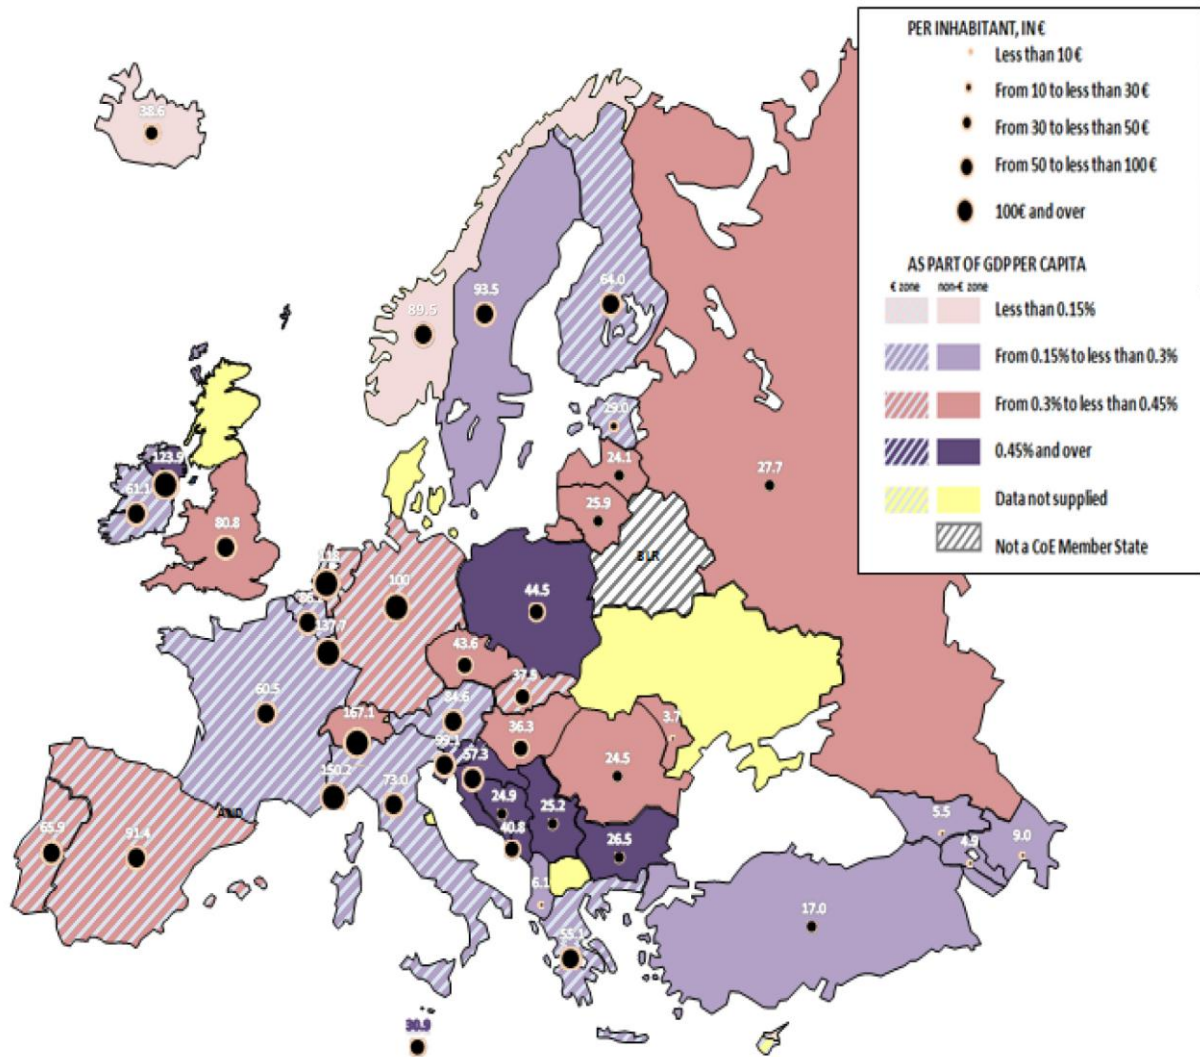 PER INHABITANT, IN €
Less than 10 €
From 10 to less than 30 €
From 30 to less than 50 €
From 50 to less than 100 €
100€ and over
AS PART OF GDP PER CAPITA
€ zone non-€ zone
Less than 0.15%
From 0.15% to less than 0.3%
From 0.3% to less than 0.45%
0.45% and over
Data not supplied
Not a CoE Member State
38.6
89.5
93.5
64.0
29.0
24.1
25.9
27.7
123.9
61.1
80.8
BLR
44.5
100
137.7
43.6
37.5
60.5
84.6
167.1
36.3
3.7
24.5
150.2
73.0
57.3
24.9
25.2
40.8
26.5
6.1
65.9
91.4
55.1
17.0
5.5
4.9
9.0
30.9